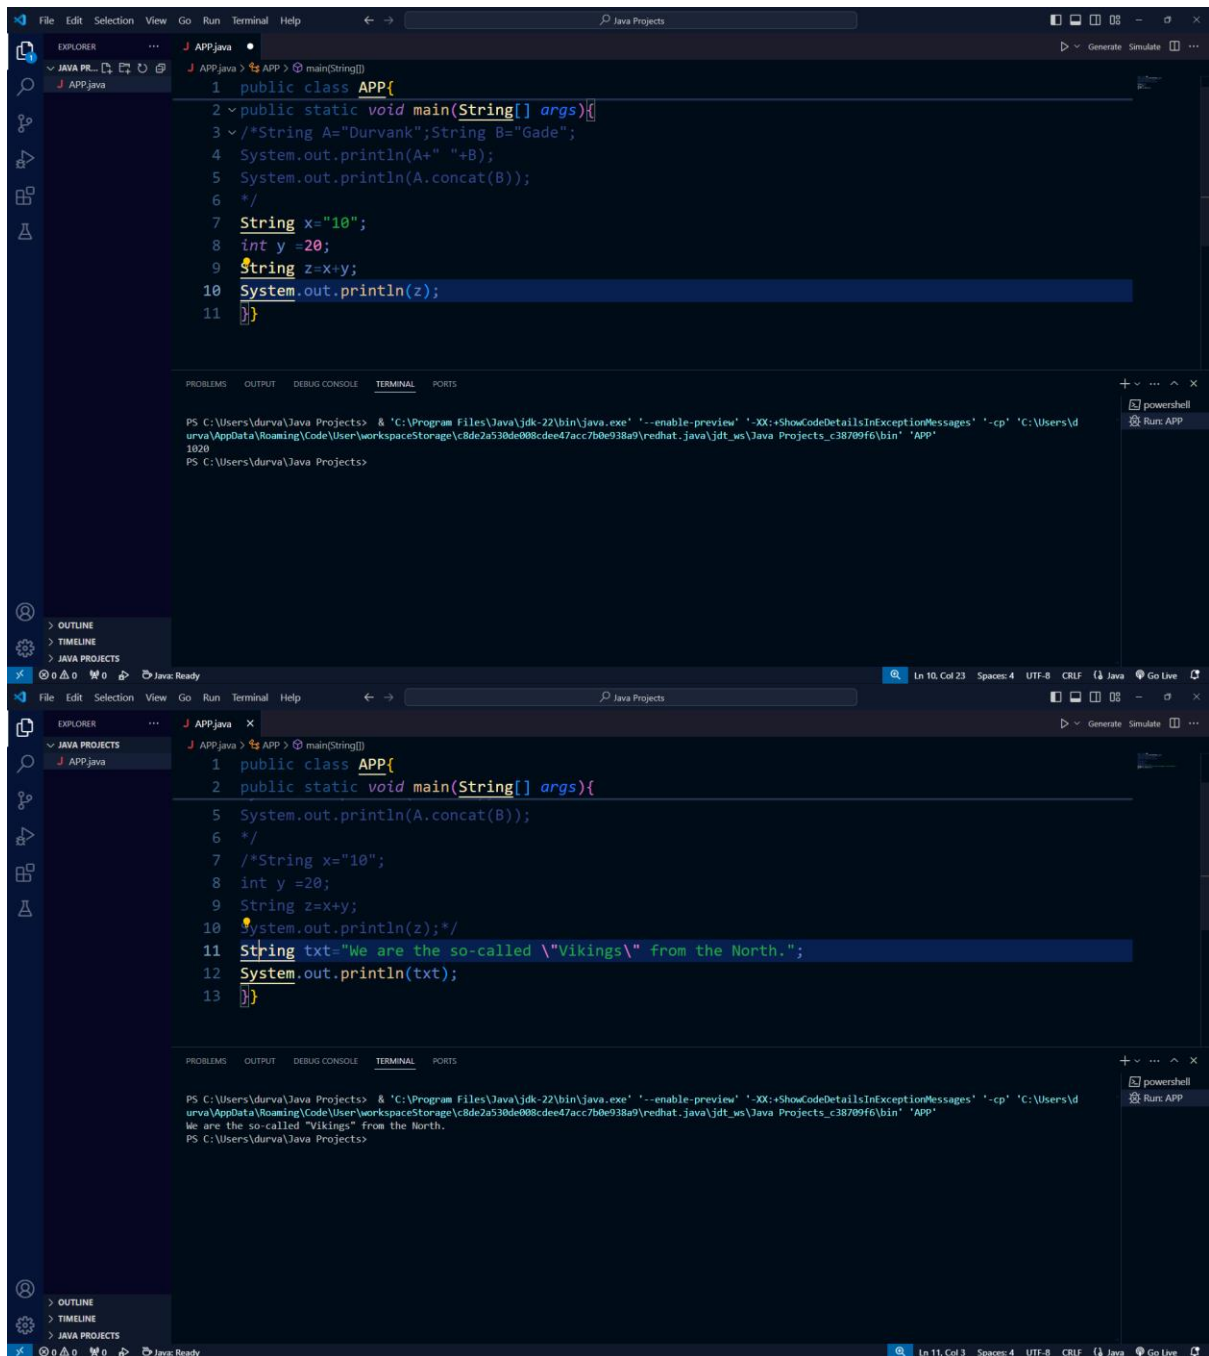 File Edit Selection View Go Run Terminal Help ← → Java Projects
EXPLORER ··· J APP.java ● Generate Simulate ···
JAVA PR... J APP.java > APP > main(String[])
J APP.java
1 public class APP{
2 public static void main(String[] args){
3 /*String A="Durvank";String B="Gade";
4 System.out.println(A+" "+B);
5 System.out.println(A.concat(B));
6 */
7 String x="10";
8 int y =20;
9 String z=x+y;
10 System.out.println(z);
11 }}
PROBLEMS OUTPUT DEBUG CONSOLE TERMINAL PORTS
powershell
Run: APP
PS C:\Users\durva\Java Projects> & 'C:\Program Files\Java\jdk-22\bin\java.exe' '--enable-preview' '-XX:+ShowCodeDetailsInExceptionMessages' '-cp' 'C:\Users\d
urva\AppData\Roaming\Code\User\workspaceStorage\c8de2a530de008cdee47acc7b0e938a9\redhat.java\jdt_ws\Java Projects_c38709f6\bin' 'APP'
1020
PS C:\Users\durva\Java Projects>
> OUTLINE
> TIMELINE
> JAVA PROJECTS
0 0 0 Java: Ready Ln 10, Col 23 Spaces: 4 UTF-8 CRLF Java Go Live
File Edit Selection View Go Run Terminal Help ← → Java Projects
EXPLORER ··· J APP.java × Generate Simulate ···
JAVA PROJECTS J APP.java > APP > main(String[])
J APP.java
1 public class APP{
2 public static void main(String[] args){
5 System.out.println(A.concat(B));
6 */
7 /*String x="10";
8 int y =20;
9 String z=x+y;
10 System.out.println(z);*/
11 String txt="We are the so-called \"Vikings\" from the North.";
12 System.out.println(txt);
13 }}
PROBLEMS OUTPUT DEBUG CONSOLE TERMINAL PORTS
powershell
Run: APP
PS C:\Users\durva\Java Projects> & 'C:\Program Files\Java\jdk-22\bin\java.exe' '--enable-preview' '-XX:+ShowCodeDetailsInExceptionMessages' '-cp' 'C:\Users\d
urva\AppData\Roaming\Code\User\workspaceStorage\c8de2a530de008cdee47acc7b0e938a9\redhat.java\jdt_ws\Java Projects_c38709f6\bin' 'APP'
We are the so-called "Vikings" from the North.
PS C:\Users\durva\Java Projects>
> OUTLINE
> TIMELINE
> JAVA PROJECTS
0 0 0 Java: Ready Ln 11, Col 3 Spaces: 4 UTF-8 CRLF Java Go Live